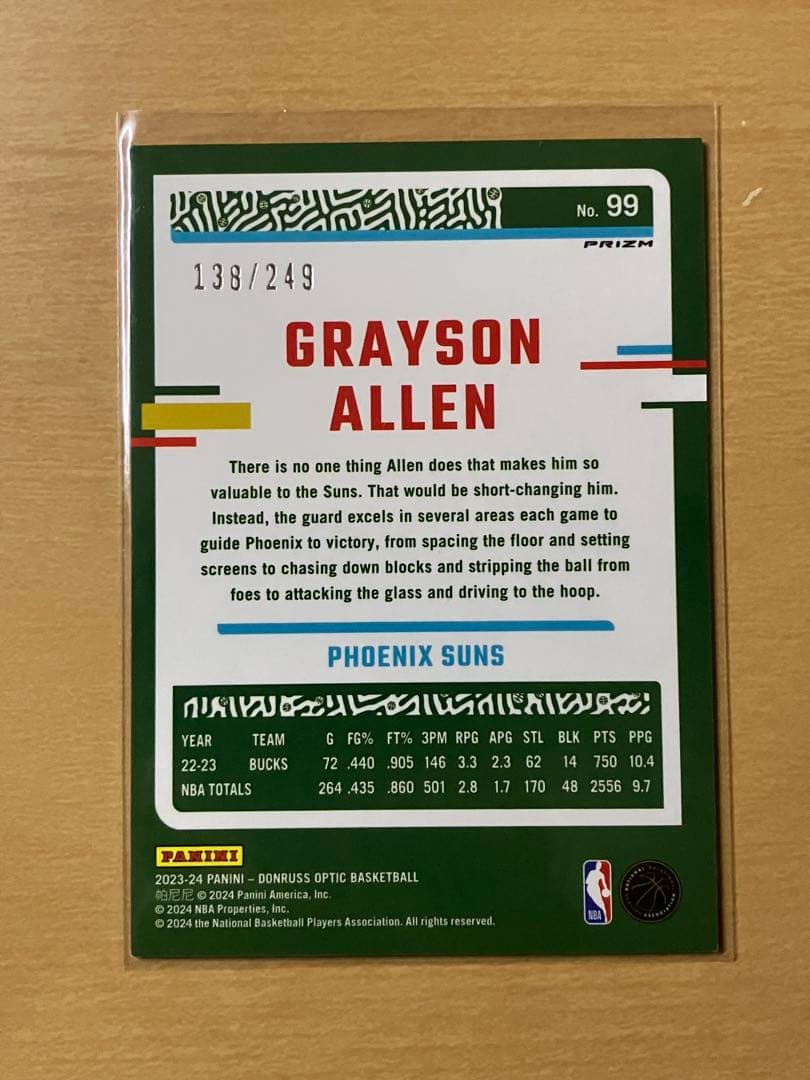 No. 99
PRIZM
138/249
GRAYSON
ALLEN
There is no one thing Allen does that makes him so
valuable to the Suns. That would be short-changing him.
Instead, the guard excels in several areas each game to
guide Phoenix to victory, from spacing the floor and setting
screens to chasing down blocks and stripping the ball from
foes to attacking the glass and driving to the hoop.
PHOENIX SUNS
YEAR TEAM G FG% FT% 3PM RPG APG STL BLK PTS PPG
22-23 BUCKS 72 .440 .905 146 3.3 2.3 62 14 750 10.4
NBA TOTALS 264 .435 .860 501 2.8 1.7 170 48 2556 9.7
PANINI
2023-24 PANINI – DONRUSS OPTIC BASKETBALL
帕尼尼 © 2024 Panini America, Inc.
© 2024 NBA Properties, Inc.
© 2024 the National Basketball Players Association. All rights reserved.
NBA